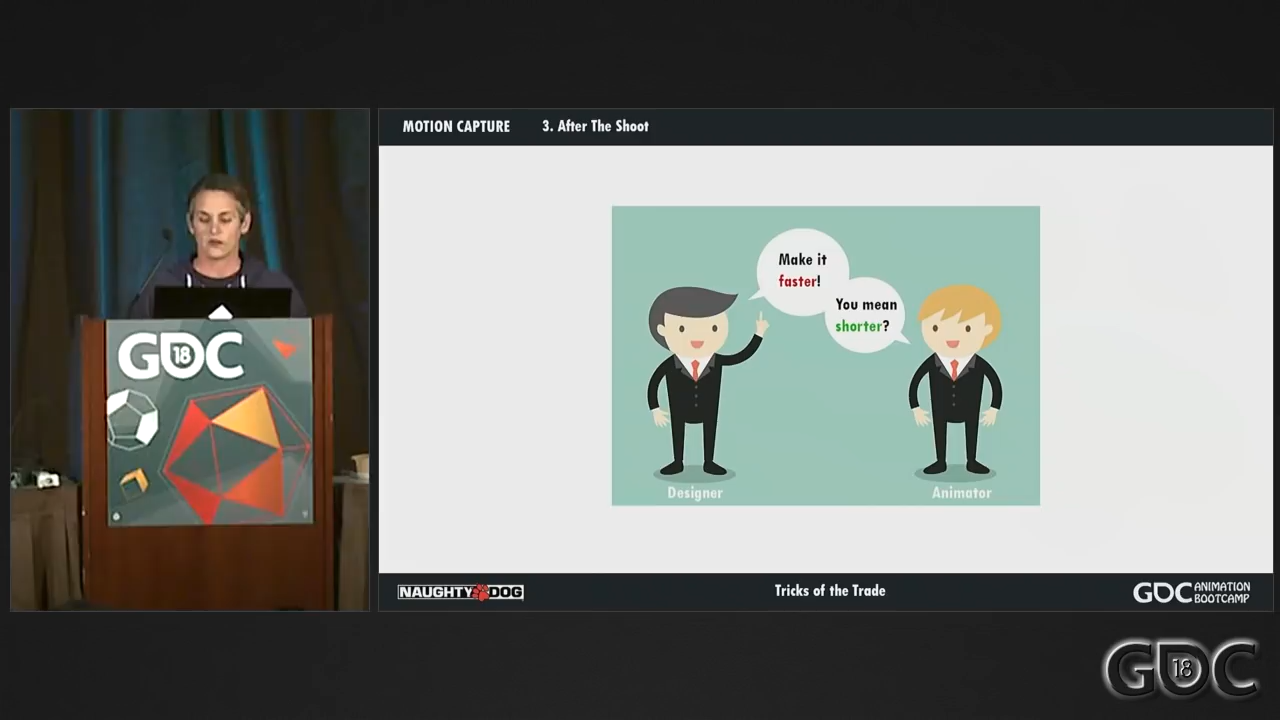 MOTION CAPTURE 3. After The Shoot
Make it
faster!
You mean
shorter?
Designer
Animator
NAUGHTY DOG
Tricks of the Trade
GDC ANIMATION
BOOTCAMP
GDC
18
GDC
18